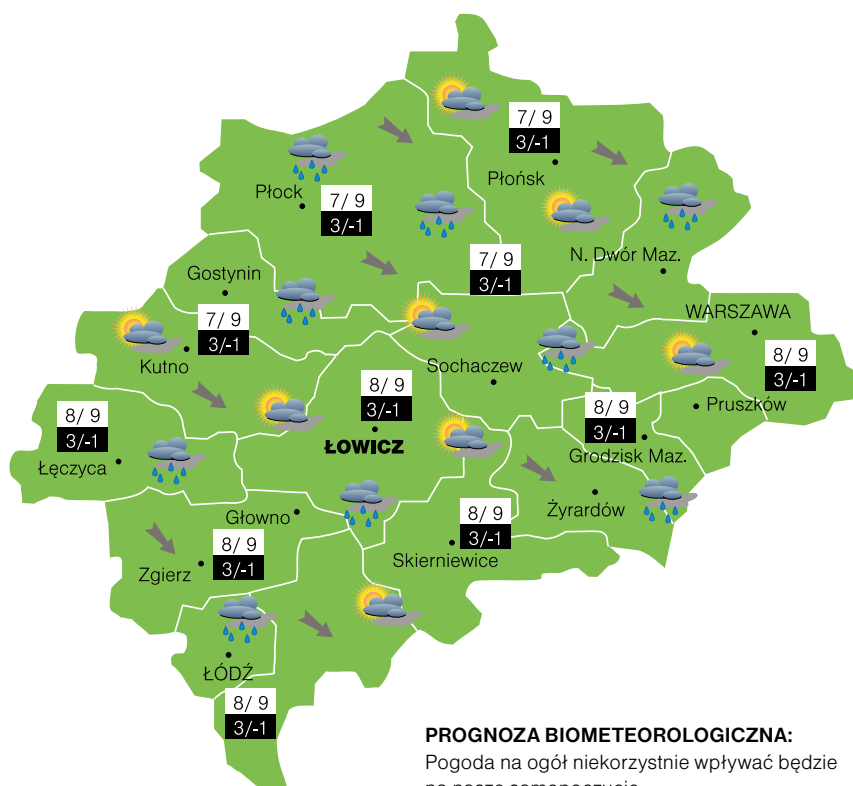 7/ 9
3/-1
Płońsk
Płock
7/ 9
3/-1
N. Dwór Maz.
7/ 9
3/-1
Gostynin
WARSZAWA
7/ 9
3/-1
Kutno
Sochaczew
8/ 9
3/-1
8/ 9
3/-1
ŁOWICZ
8/ 9
3/-1
Pruszków
8/ 9
3/-1
Łęczyca
Grodzisk Maz.
Żyrardów
Głowno
8/ 9
3/-1
Skierniewice
8/ 9
3/-1
Zgierz
ŁÓDŹ
8/ 9
3/-1
PROGNOZA BIOMETEOROLOGICZNA:
Pogoda na ogół niekorzystnie wpływać będzie
na nasze samopoczucie